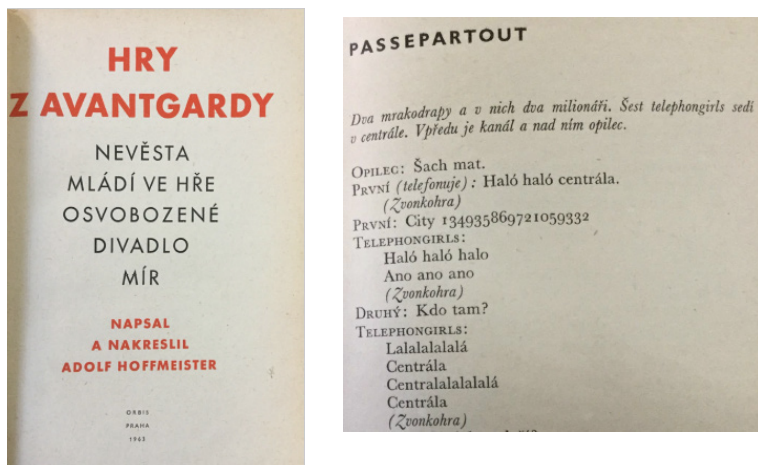 HRY
Z AVANTGARDY
NEVĚSTA
MLÁDÍ VE HŘE
OSVOBOZENÉ
DIVADLO
MÍR
NAPSAL
A NAKRESLIL
ADOLF HOFFMEISTER
ORBIS
PRAHA
1963
PASSEPARTOUT
Dva mrakodrapy a v nich dva milionáři. Šest telephongirls sedí
v centrále. Vpředu je kanál a nad ním opilec.
OPILEC: Šach mat.
PRVNÍ (telefonuje): Haló haló centrála.
(Zvonkohra)
PRVNÍ: City 134935869721059332
TELEPHONGIRLS:
Haló haló halo
Ano ano ano
(Zvonkohra)
DRUHÝ: Kdo tam?
TELEPHONGIRLS:
Lalalalalalá
Centrála
Centralalalalalá
Centrála
(Zvonkohra)